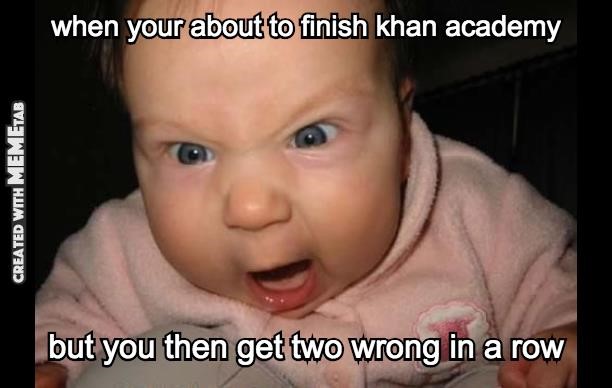 when your about to finish khan academy
CREATED WITH MEMETAB
but you then get two wrong in a row